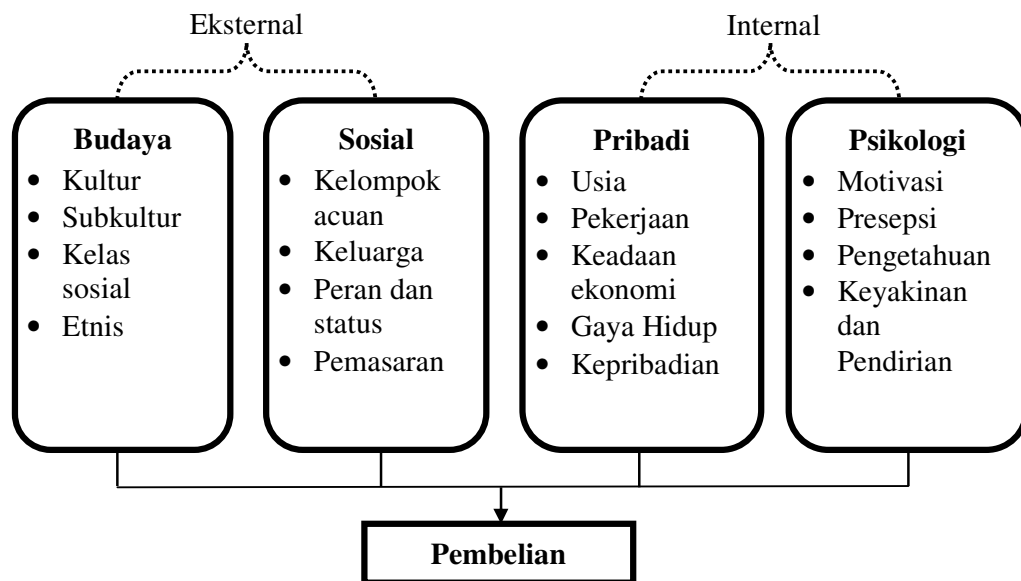 Eksternal
Internal
Budaya
• Kultur
• Subkultur
• Kelas
sosial
• Etnis
Sosial
• Kelompok
acuan
• Keluarga
• Peran dan
status
• Pemasaran
Pribadi
• Usia
• Pekerjaan
• Keadaan
ekonomi
• Gaya Hidup
• Kepribadian
Psikologi
• Motivasi
• Presepsi
• Pengetahuan
• Keyakinan
dan
Pendirian
Pembelian